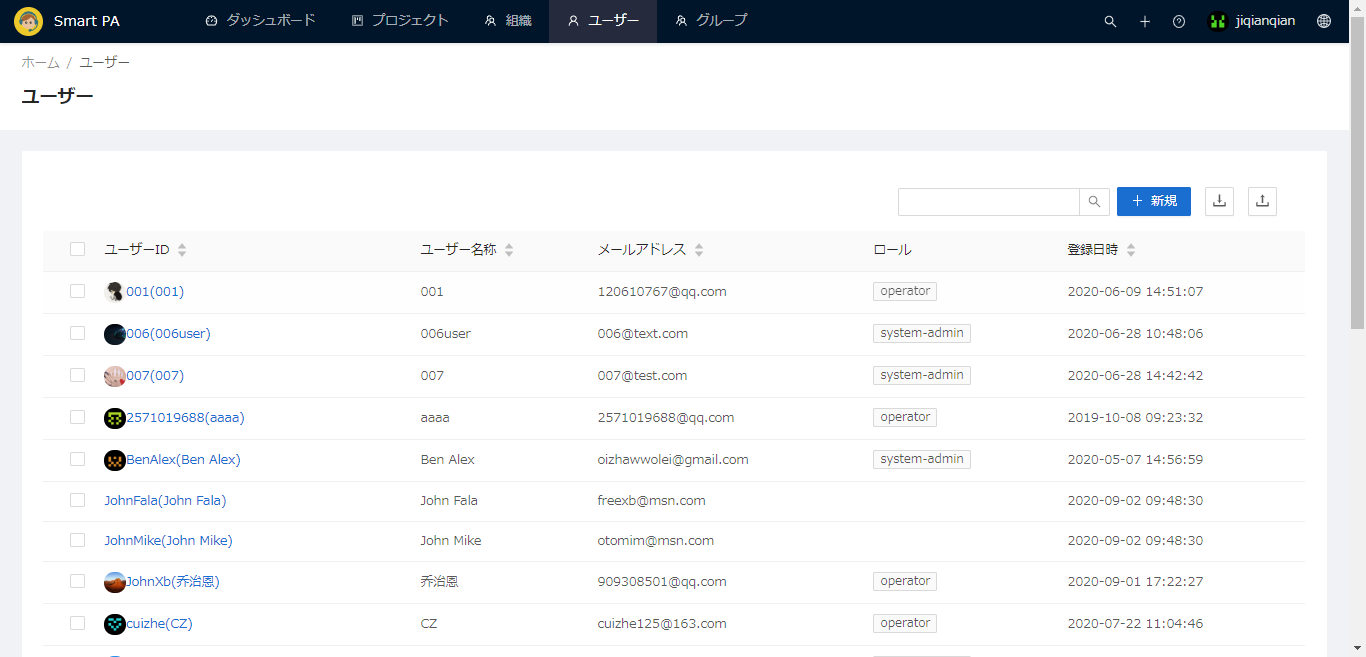 Smart PA ダッシュボード プロジェクト 組織 ユーザー グループ jiqianqian
ホーム / ユーザー
ユーザー
新規
ユーザーID ユーザー名称 メールアドレス ロール 登録日時
001(001) 001 120610767@qq.com operator 2020-06-09 14:51:07
006(006user) 006user 006@text.com system-admin 2020-06-28 10:48:06
007(007) 007 007@test.com system-admin 2020-06-28 14:42:42
2571019688(aaaa) aaaa 2571019688@qq.com operator 2019-10-08 09:23:32
BenAlex(Ben Alex) Ben Alex oizhawwolei@gmail.com system-admin 2020-05-07 14:56:59
JohnFala(John Fala) John Fala freexb@msn.com 2020-09-02 09:48:30
JohnMike(John Mike) John Mike otomim@msn.com 2020-09-02 09:48:30
JohnXb(乔治恩) 乔治恩 909308501@qq.com operator 2020-09-01 17:22:27
cuizhe(CZ) CZ cuizhe125@163.com operator 2020-07-22 11:04:46